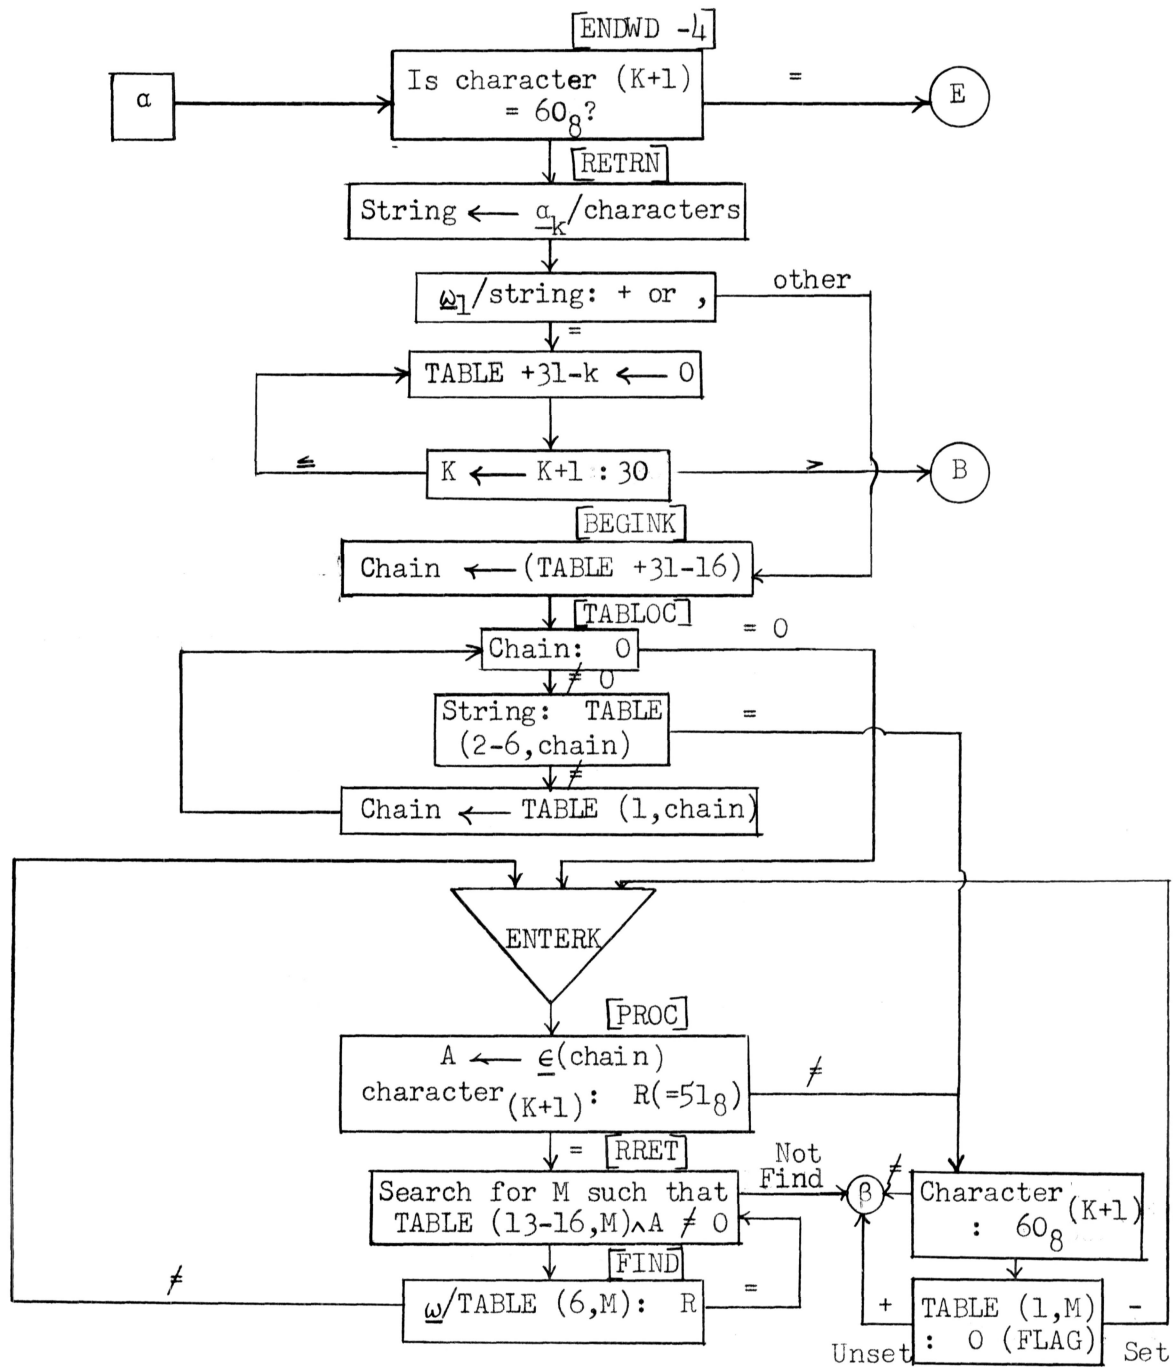 [ENDWD -4]
α
Is character (K+1)
= 60₈?
=
E
[RETRN]
String ← α̲ₖ/characters
ω̲₁/string: + or ,
other
=
TABLE +31-k ← 0
≤
K ← K+1 : 30
>
B
[BEGINK]
Chain ← (TABLE +31-16)
[TABLOC]
= 0
Chain: 0
≠ 0
String: TABLE
(2-6,chain)
=
≠
Chain ← TABLE (1,chain)
ENTERK
[PROC]
A ← ϵ̲(chain)
character(K+1): R(=51₈)
≠
= [RRET]
Not
Find
Search for M such that
TABLE (13-16,M)∧A ≠ 0
β
≠
Character(K+1)
: 60₈
[FIND]
≠
ω̲/TABLE (6,M): R
=
+
Unset
TABLE (1,M)
: 0 (FLAG)
-
Set